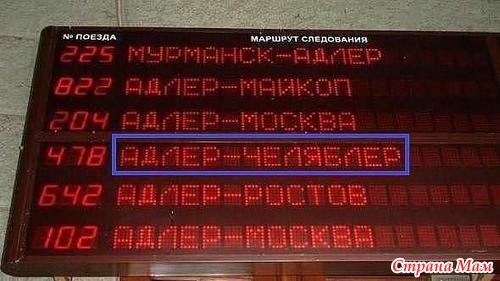 № ПОЕЗДА МАРШРУТ СЛЕДОВАНИЯ
225 МУРМАНСК-АДЛЕР
822 АДЛЕР-МАЙКОП
204 АДЛЕР-МОСКВА
478 АДЛЕР-ЧЕЛЯБЛЕР
642 АДЛЕР-РОСТОВ
102 АДЛЕР-МОСКВА
Страна Мам